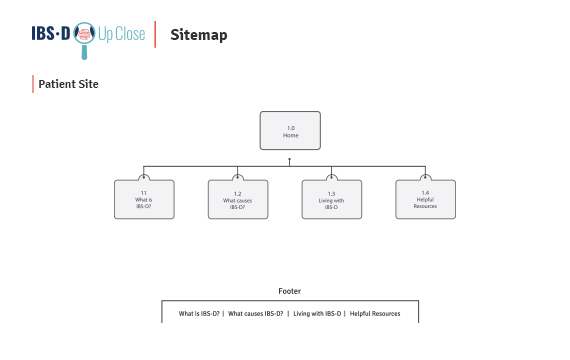 IBS-D Up Close
Sitemap
Patient Site
1.0
Home
11
What is
IBS-D?
1.2
What causes
IBS-D?
1.3
Living with
IBS-D
1.4
Helpful
Resources
Footer
What is IBS-D? | What causes IBS-D? | Living with IBS-D | Helpful Resources